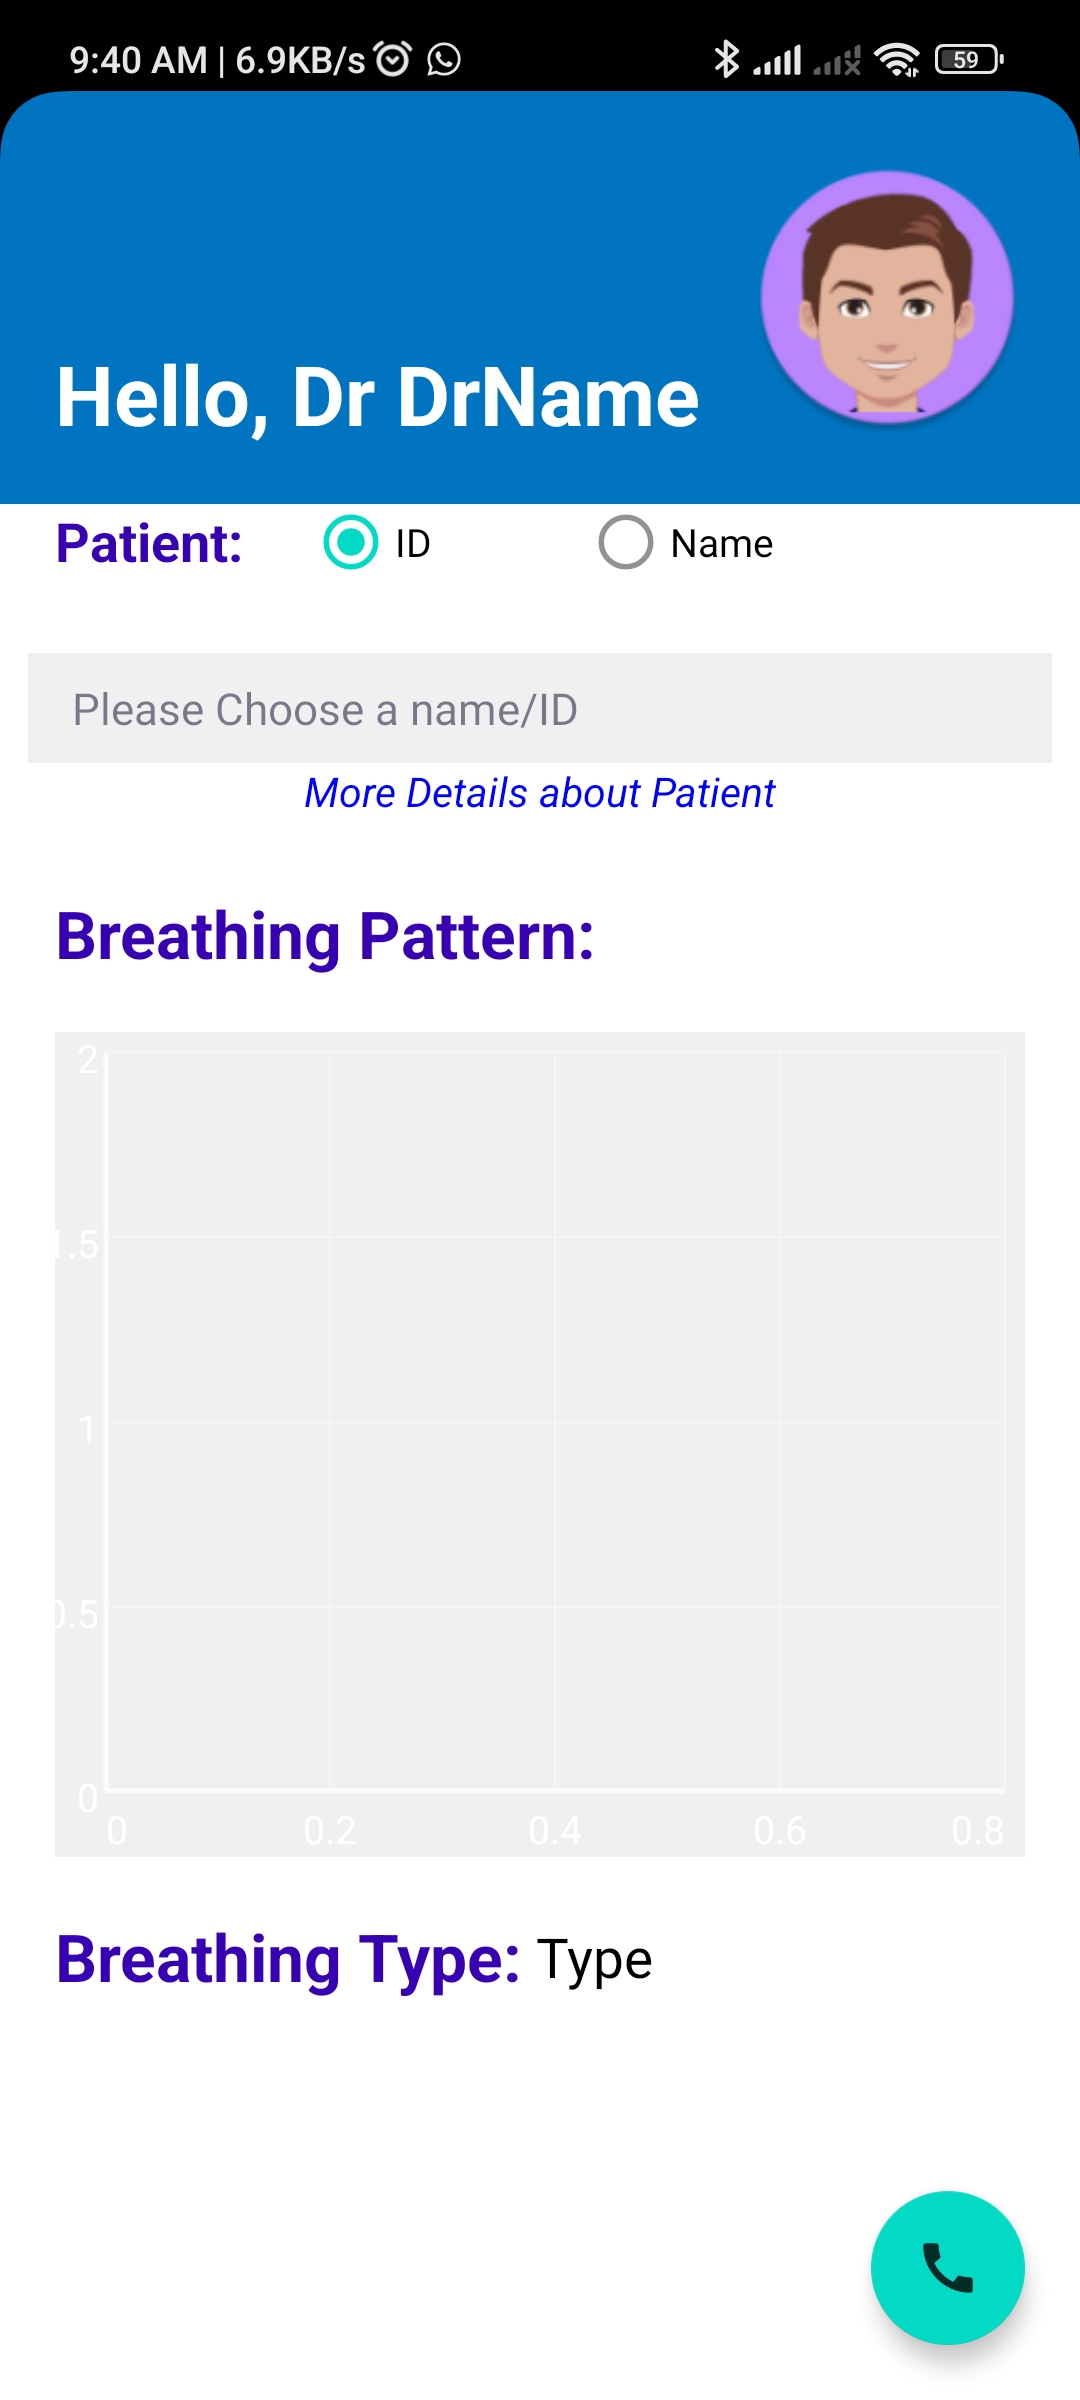 9:40 AM | 6.9KB/s
59
Hello, Dr DrName
Patient:
ID
Name
Please Choose a name/ID
More Details about Patient
Breathing Pattern:
2
1.5
1
0.5
0
0 0.2 0.4 0.6 0.8
Breathing Type: Type